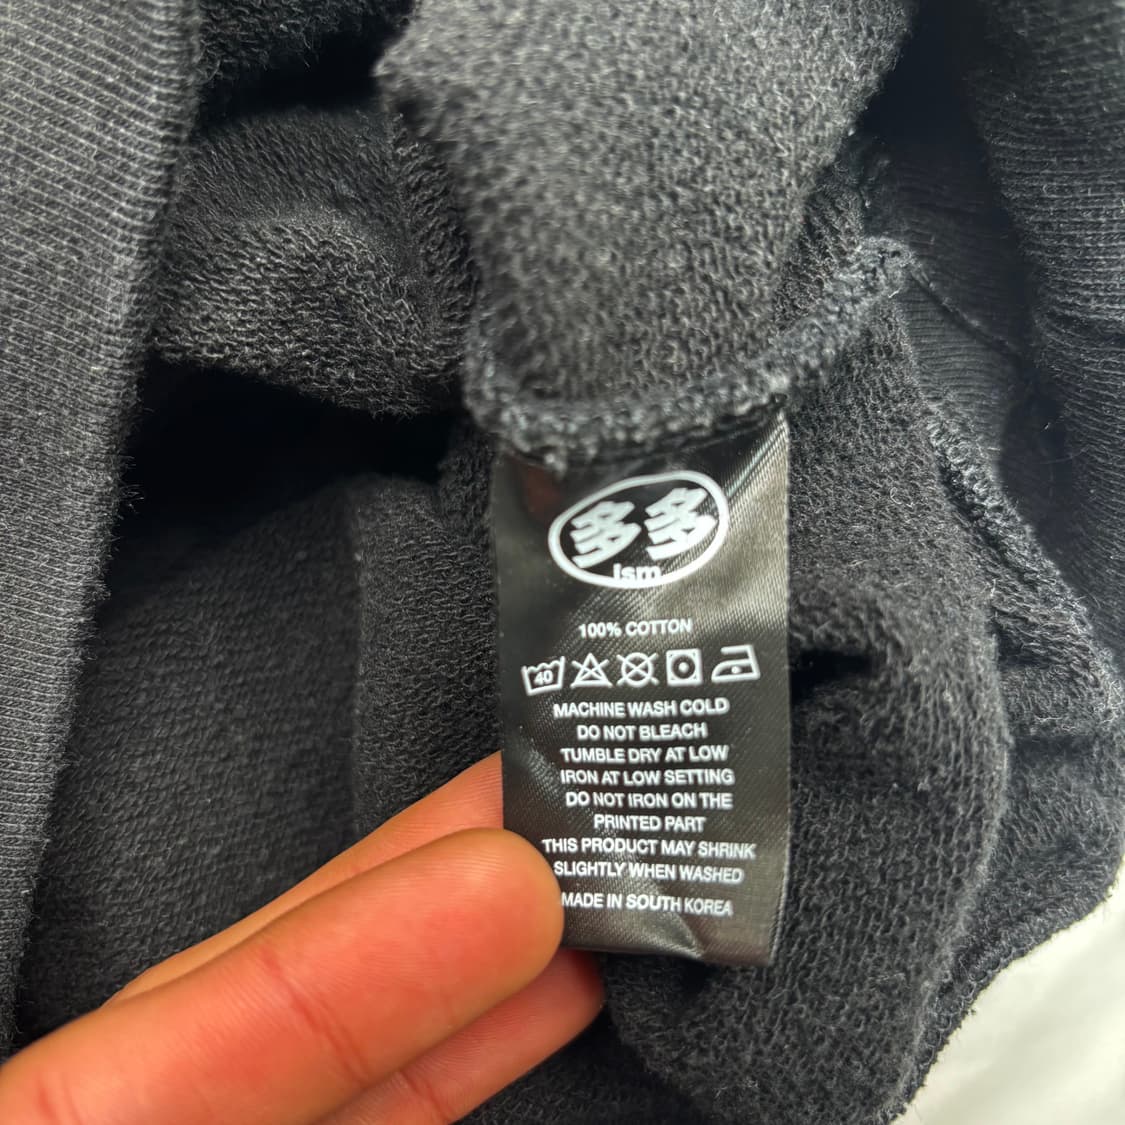 多多
ism
100% COTTON
40
MACHINE WASH COLD
DO NOT BLEACH
TUMBLE DRY AT LOW
IRON AT LOW SETTING
DO NOT IRON ON THE
PRINTED PART
THIS PRODUCT MAY SHRINK
SLIGHTLY WHEN WASHED
MADE IN SOUTH KOREA